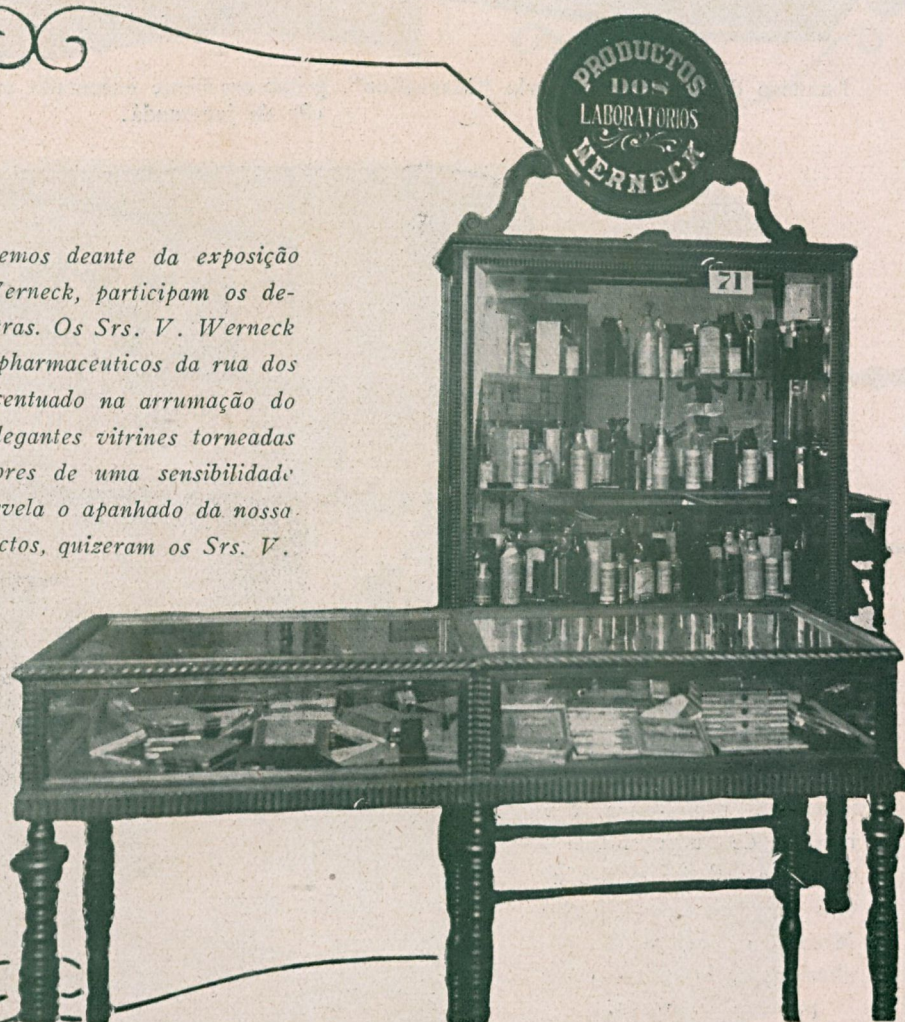 PRODUCTOS
DOS
LABORATORIOS
WERNECK
71
emos deante da exposição
erneck, participam os de-
ras. Os Srs. V. Werneck
pharmaceuticos da rua dos
entuado na arrumação do
legantes vitrines torneadas
res de uma sensibilidade
vela o apanhado da nossa
ctos, quizeram os Srs. V.